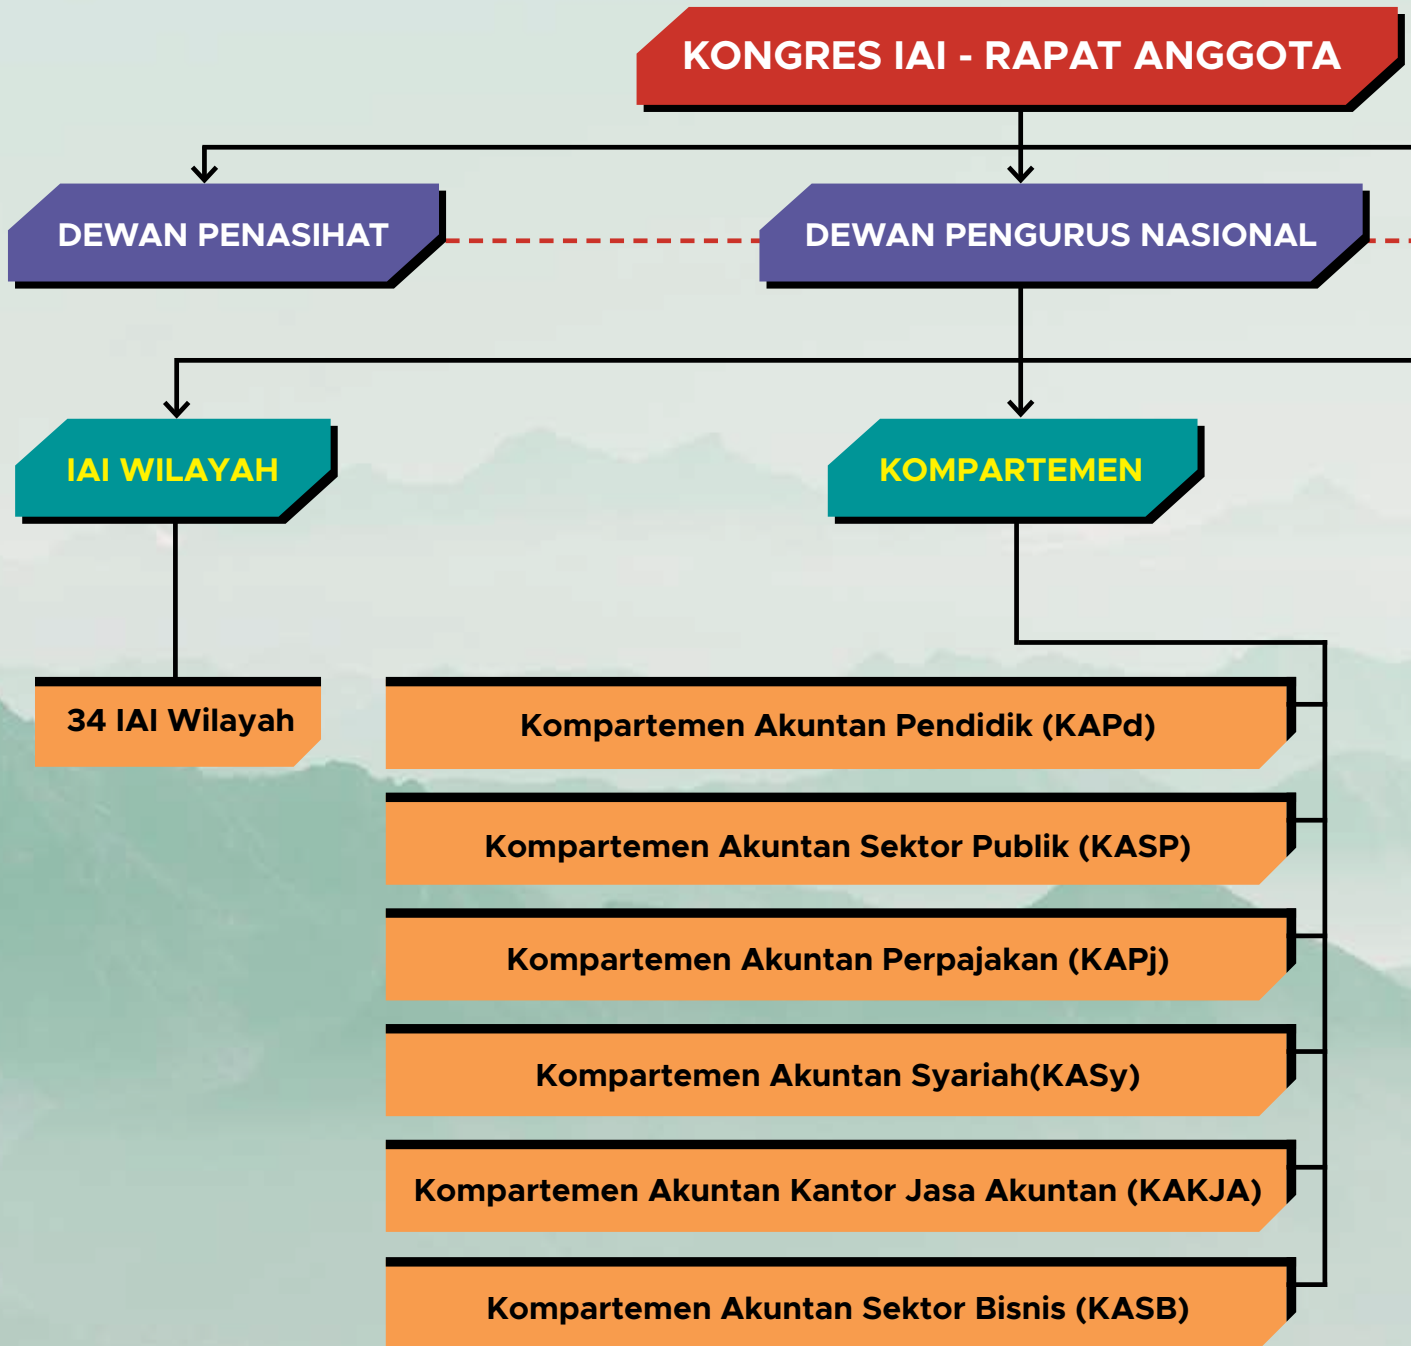 KONGRES IAI - RAPAT ANGGOTA
DEWAN PENASIHAT
DEWAN PENGURUS NASIONAL
IAI WILAYAH
KOMPARTEMEN
34 IAI Wilayah
Kompartemen Akuntan Pendidik (KAPd)
Kompartemen Akuntan Sektor Publik (KASP)
Kompartemen Akuntan Perpajakan (KAPj)
Kompartemen Akuntan Syariah(KASy)
Kompartemen Akuntan Kantor Jasa Akuntan (KAKJA)
Kompartemen Akuntan Sektor Bisnis (KASB)